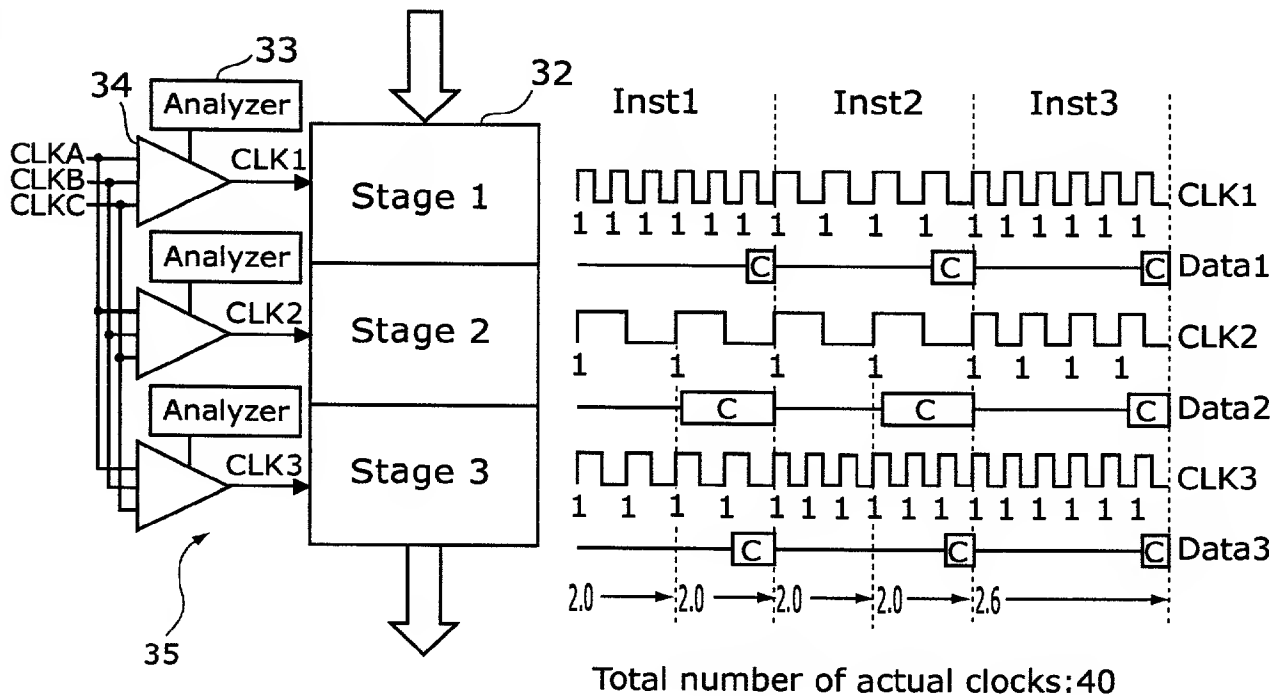 33
34
32
Analyzer
CLKA
CLKB
CLKC
CLK1
Stage 1
Analyzer
CLK2
Stage 2
Analyzer
CLK3
Stage 3
35
Inst1 Inst2 Inst3
CLK1
1 1 1 1 1 1 1 1 1 1 1 1 1 1 1 1
C C C Data1
CLK2
1 1 1 1 1 1 1 1
C C C Data2
CLK3
1 1 1 1 1 1 1 1 1 1 1 1 1 1 1 1
C C C Data3
2.0 2.0 2.0 2.0 2.6
Total number of actual clocks:40